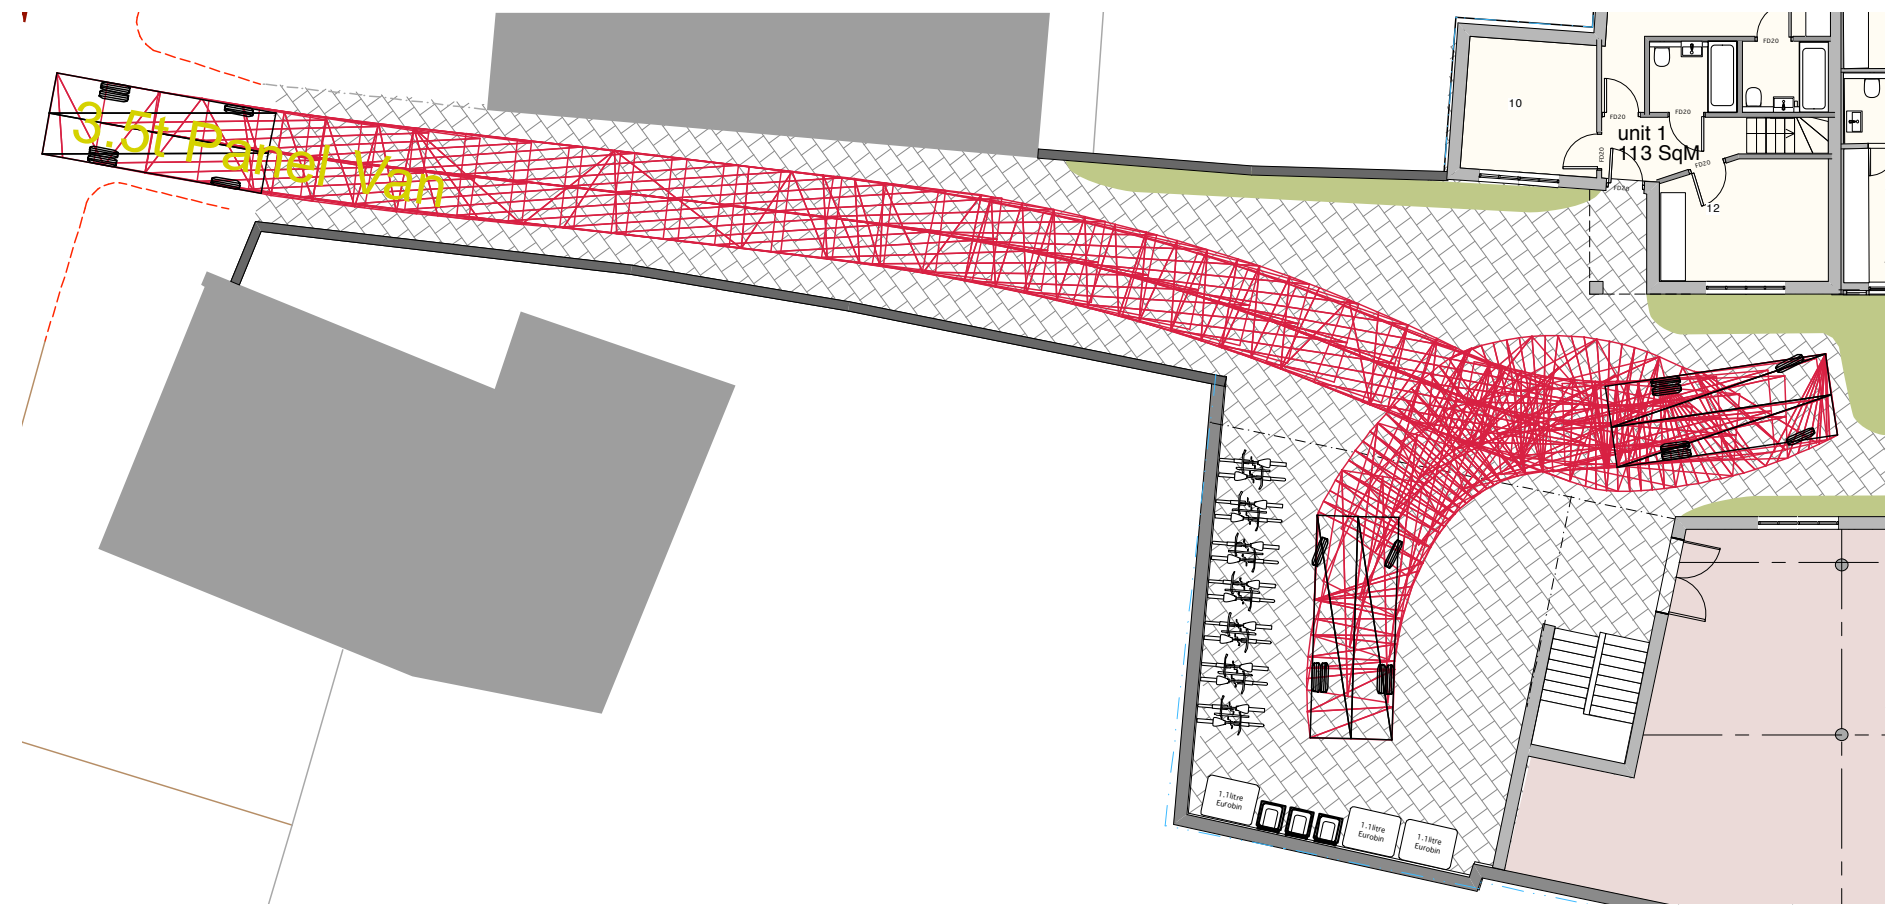 3.5t Panel Van
10
FD20
FD20
FD20
unit 1
113 SqM
FD20
FD20
FD20
12
1.1litre
Eurobin
1.1litre
Eurobin
1.1litre
Eurobin